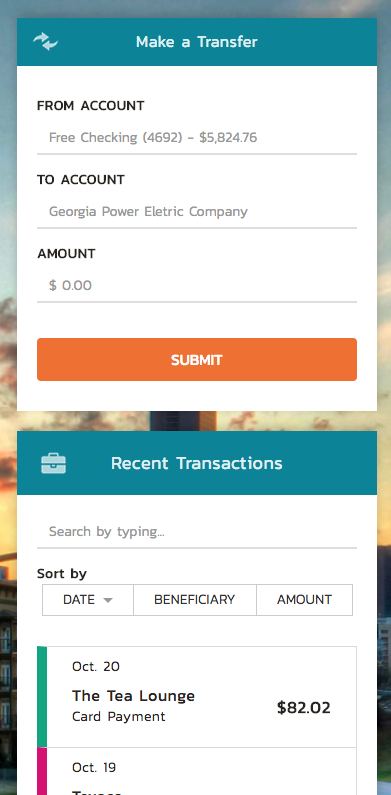 Make a Transfer
FROM ACCOUNT
Free Checking (4692) - $5,824.76
TO ACCOUNT
Georgia Power Eletric Company
AMOUNT
$ 0.00
SUBMIT
Recent Transactions
Search by typing...
Sort by
DATE BENEFICIARY AMOUNT
Oct. 20
The Tea Lounge
$82.02
Card Payment
Oct. 19